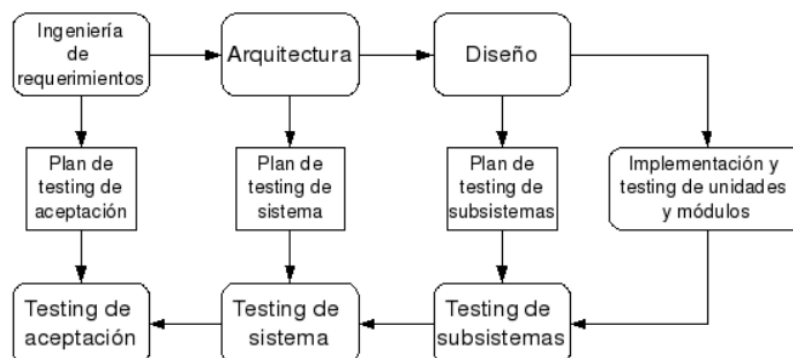 Ingeniería
de
requerimientos
Arquitectura
Diseño
Plan de
testing de
aceptación
Plan de
testing de
sistema
Plan de
testing de
subsistemas
Implementación y
testing de unidades
y módulos
Testing de
aceptación
Testing de
sistema
Testing de
subsistemas